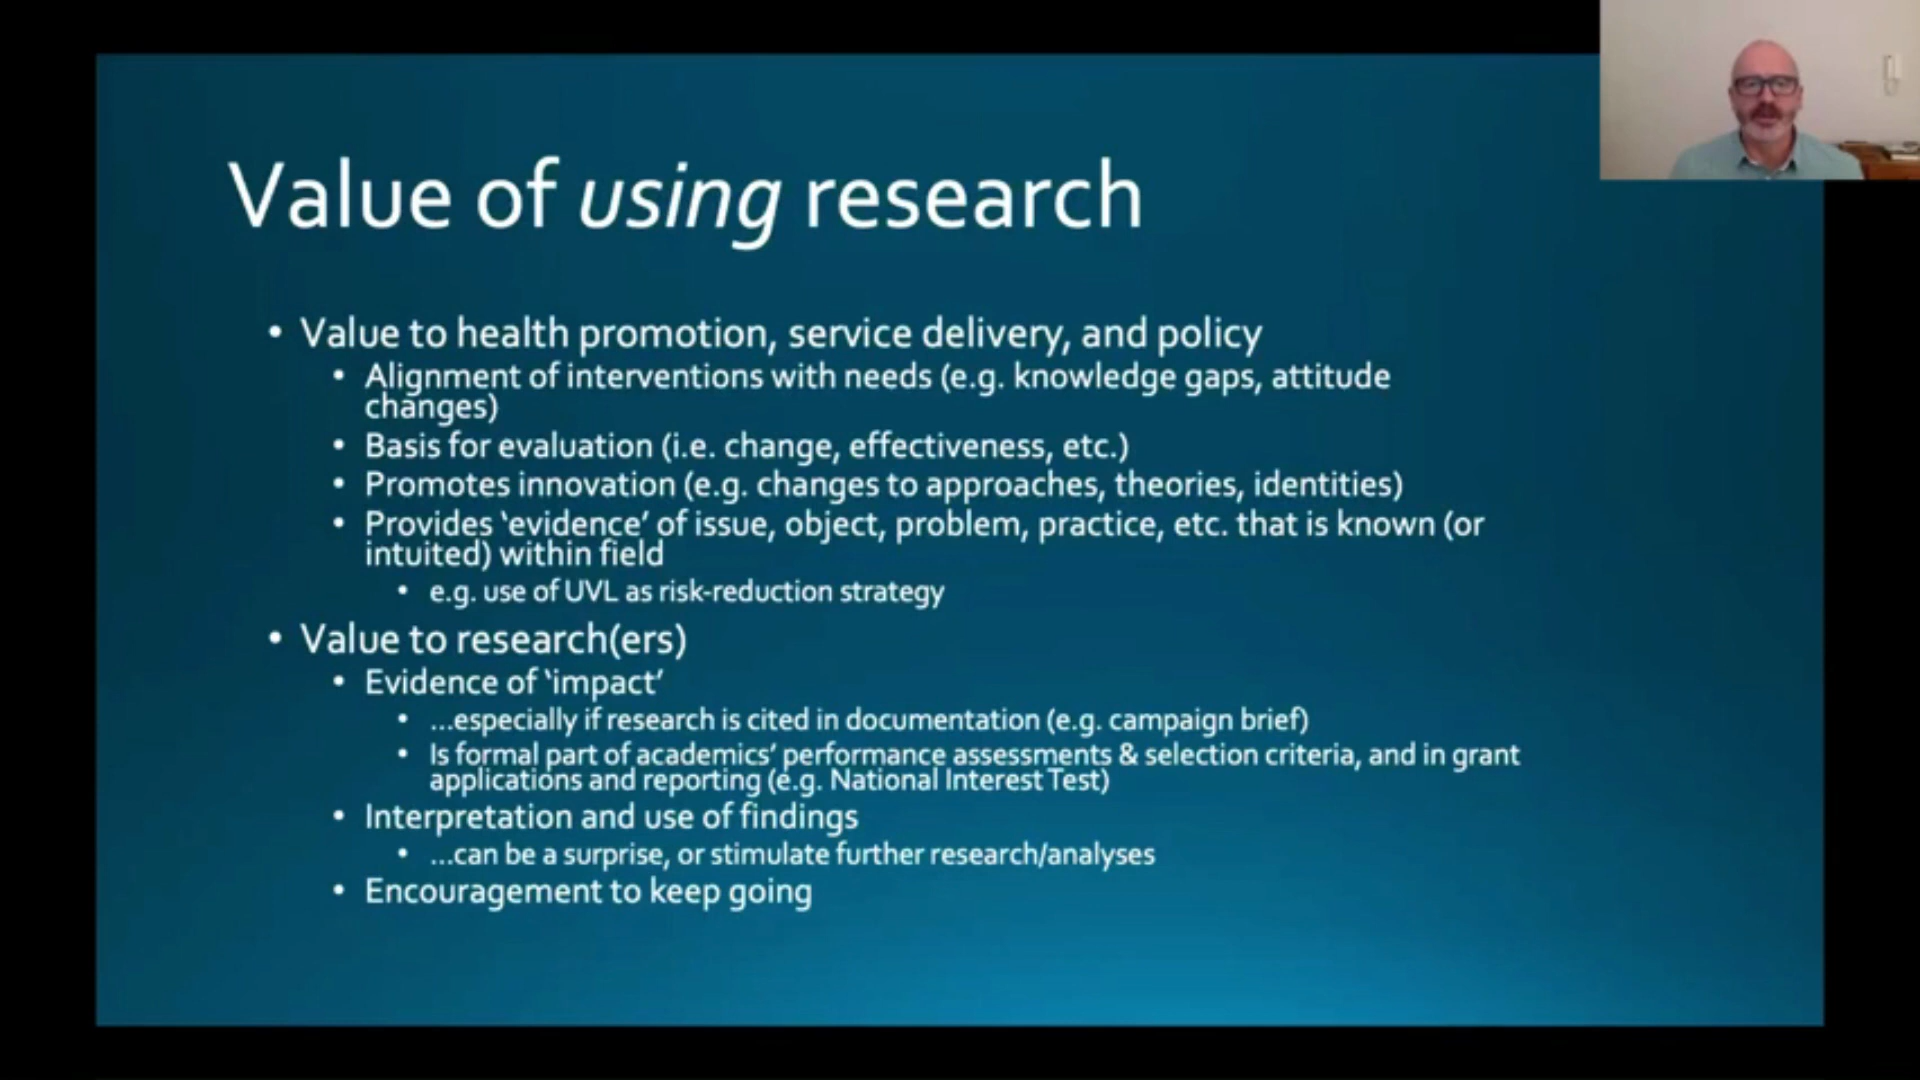 Value of using research
• Value to health promotion, service delivery, and policy
• Alignment of interventions with needs (e.g. knowledge gaps, attitude
changes)
• Basis for evaluation (i.e. change, effectiveness, etc.)
• Promotes innovation (e.g. changes to approaches, theories, identities)
• Provides ‘evidence’ of issue, object, problem, practice, etc. that is known (or
intuited) within field
• e.g. use of UVL as risk-reduction strategy
• Value to research(ers)
• Evidence of ‘impact’
• ...especially if research is cited in documentation (e.g. campaign brief)
• Is formal part of academics’ performance assessments & selection criteria, and in grant
applications and reporting (e.g. National Interest Test)
• Interpretation and use of findings
• ...can be a surprise, or stimulate further research/analyses
• Encouragement to keep going